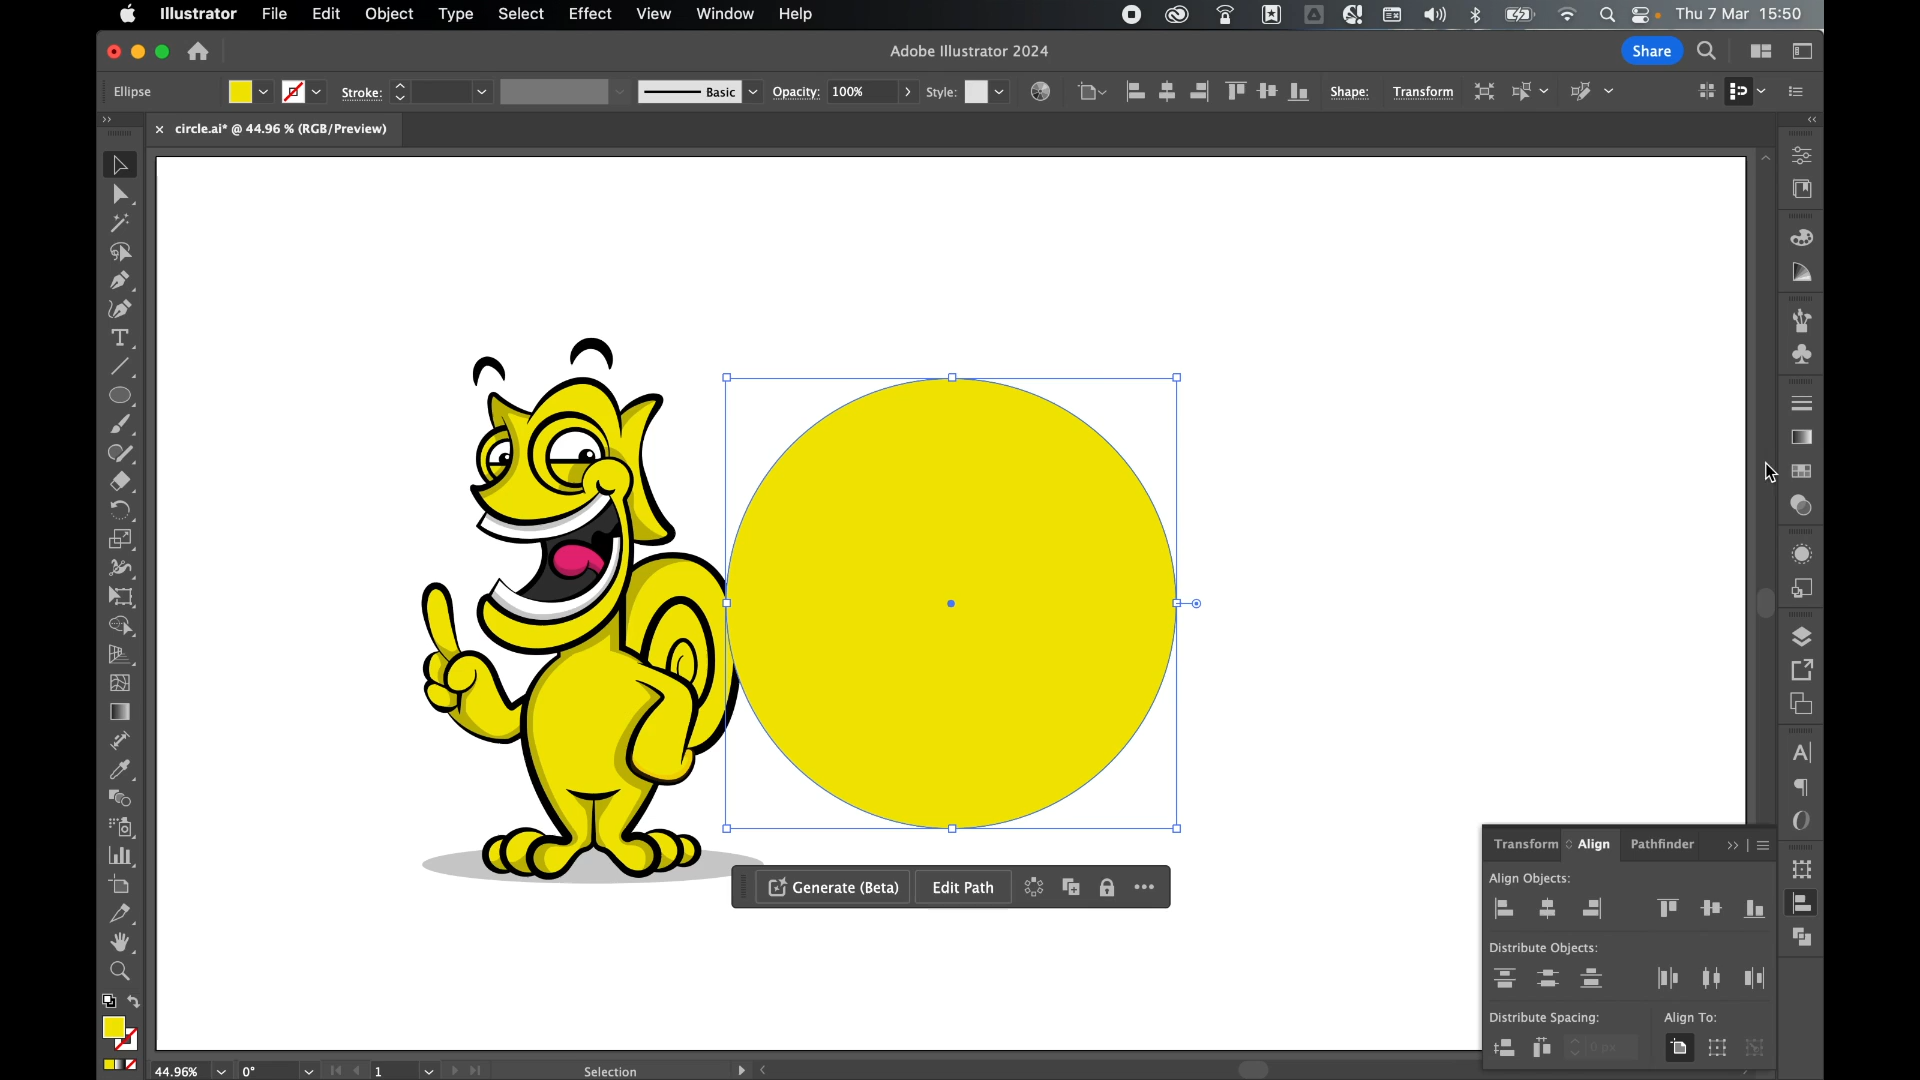 Illustrator File Edit Object Type Select Effect View Window Help Thu 7 Mar 15:50
Adobe Illustrator 2024 Share
Ellipse Stroke: Basic Opacity: 100% Style: Shape: Transform
circle.ai* @ 44.96 % (RGB/Preview)
Generate (Beta) Edit Path
Transform Align Pathfinder
Align Objects:
Distribute Objects:
Distribute Spacing: Align To:
0 px
44.96% 0° 1 Selection